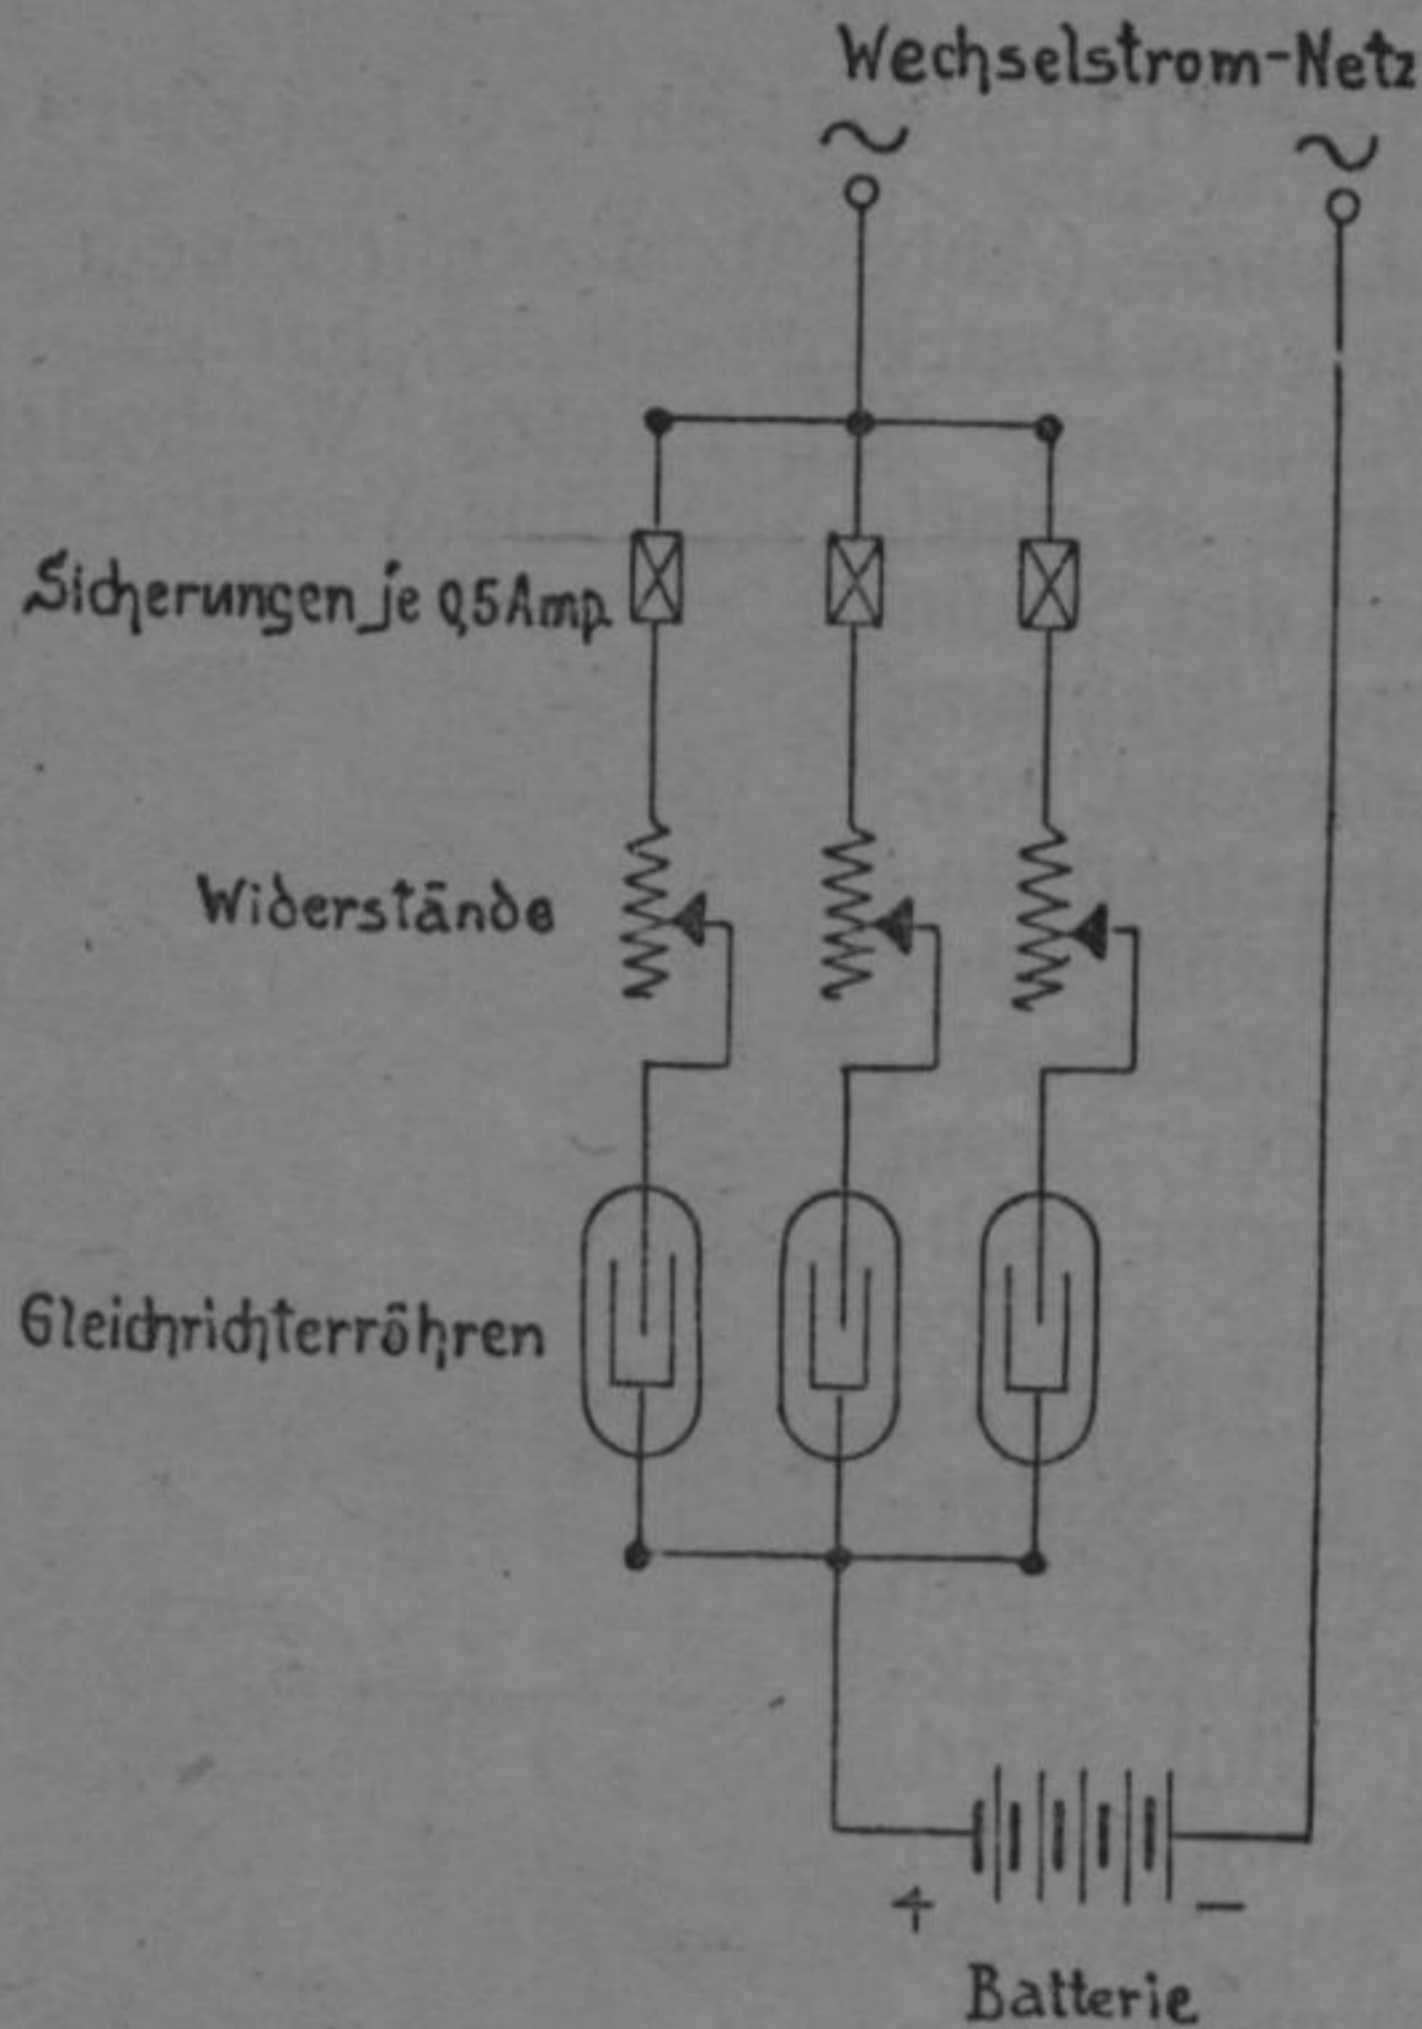 Wechselstrom-Netz
~ ~
Sicherungen je 0,5 Amp.
Widerstände
Gleichrichterröhren
+ −
Batterie